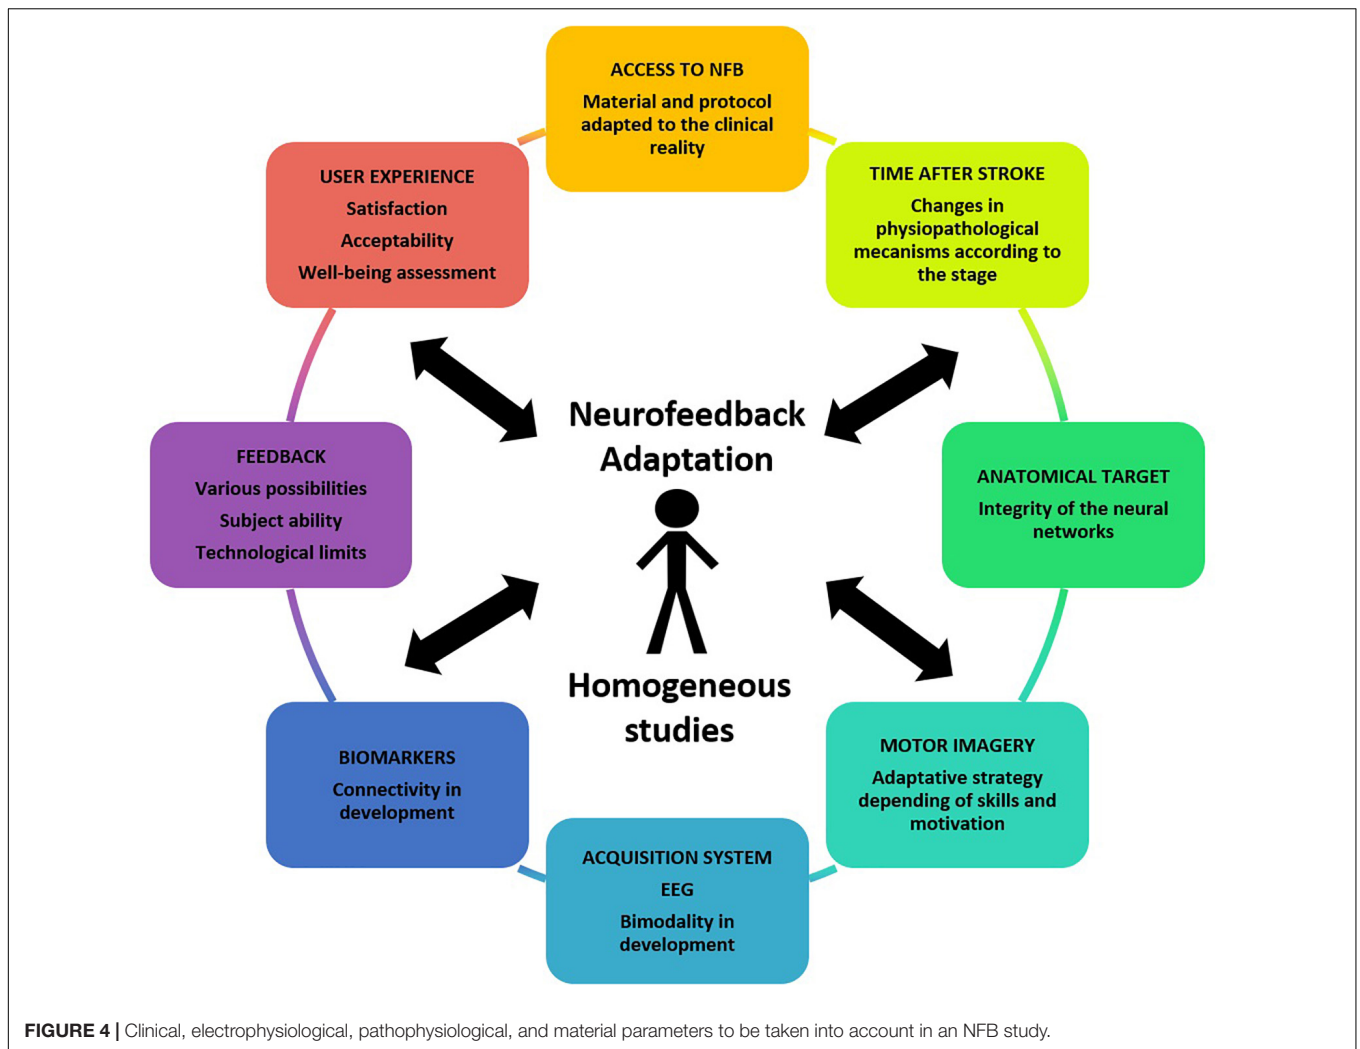 ACCESS TO NFB
Material and protocol
adapted to the clinical
reality
TIME AFTER STROKE
Changes in
physiopathological
mecanisms according to
the stage
ANATOMICAL TARGET
Integrity of the neural
networks
MOTOR IMAGERY
Adaptative strategy
depending of skills and
motivation
ACQUISITION SYSTEM
EEG
Bimodality in
development
BIOMARKERS
Connectivity in
development
FEEDBACK
Various possibilities
Subject ability
Technological limits
USER EXPERIENCE
Satisfaction
Acceptability
Well-being assessment
Neurofeedback
Adaptation
Homogeneous
studies
FIGURE 4 | Clinical, electrophysiological, pathophysiological, and material parameters to be taken into account in an NFB study.